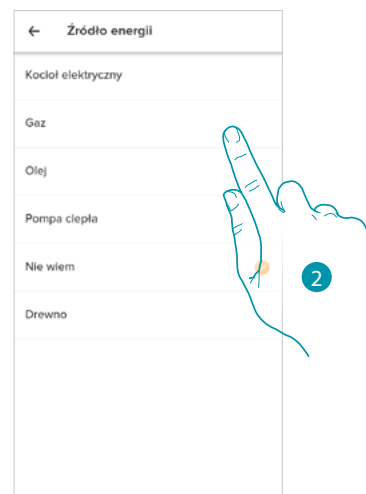 ← Źródło energii
Kocioł elektryczny
Gaz
Olej
Pompa ciepła
Nie wiem
2
Drewno